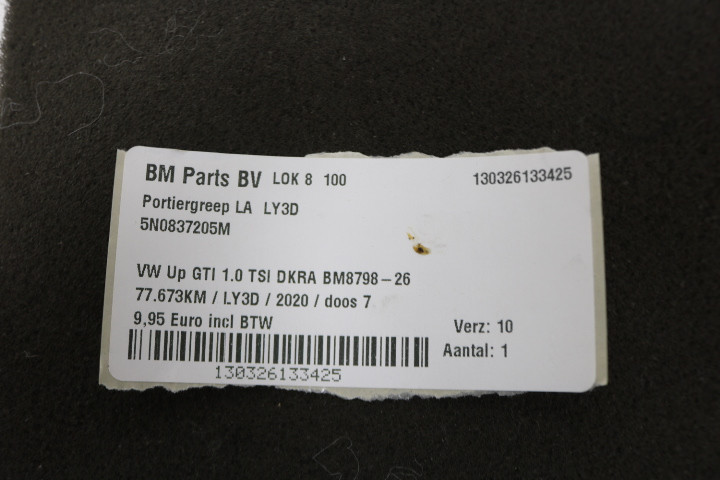 BM Parts BV LOK 8 100 130326133425
Portiergreep LA LY3D
5N0837205M
VW Up GTI 1.0 TSI DKRA BM8798-26
77.673KM / LY3D / 2020 / doos 7
9,95 Euro incl BTW Verz: 10
Aantal: 1
130326133425